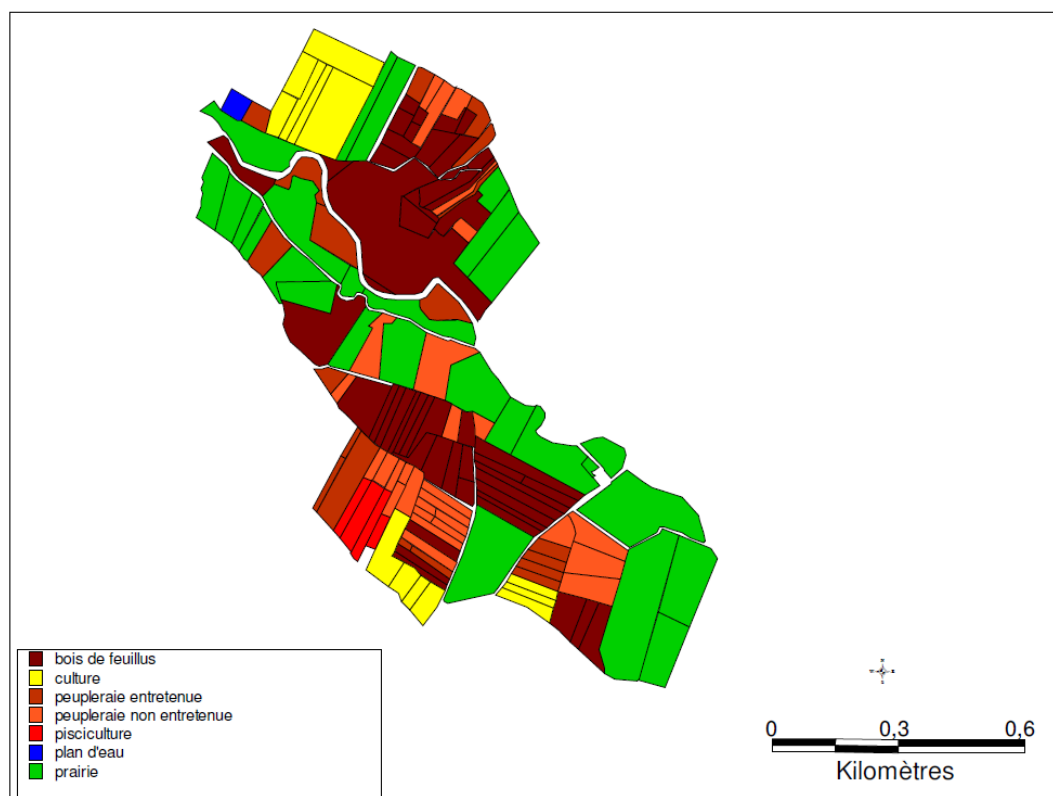 bois de feuillus
culture
peupleraie entretenue
peupleraie non entretenue
pisciculture
plan d'eau
prairie
0 0,3 0,6
Kilomètres